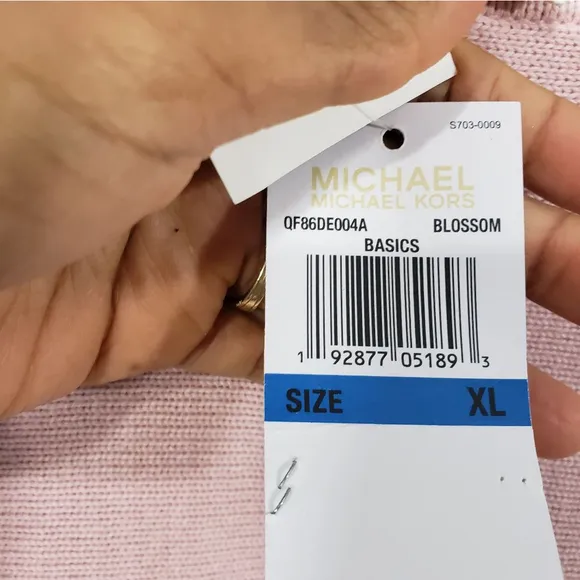 S703-0009
MICHAEL
MICHAEL KORS
QF86DE004A BLOSSOM
BASICS
1 92877 05189 3
SIZE XL